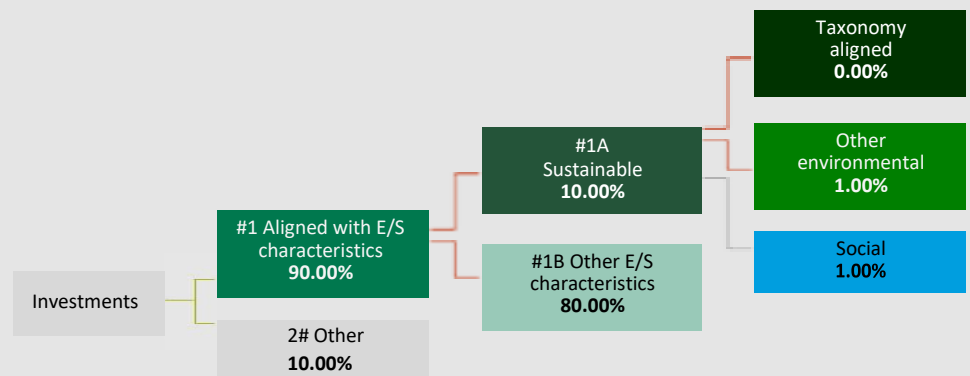 Investments
#1 Aligned with E/S
characteristics
90.00%
2# Other
10.00%
#1A
Sustainable
10.00%
#1B Other E/S
characteristics
80.00%
Taxonomy
aligned
0.00%
Other
environmental
1.00%
Social
1.00%